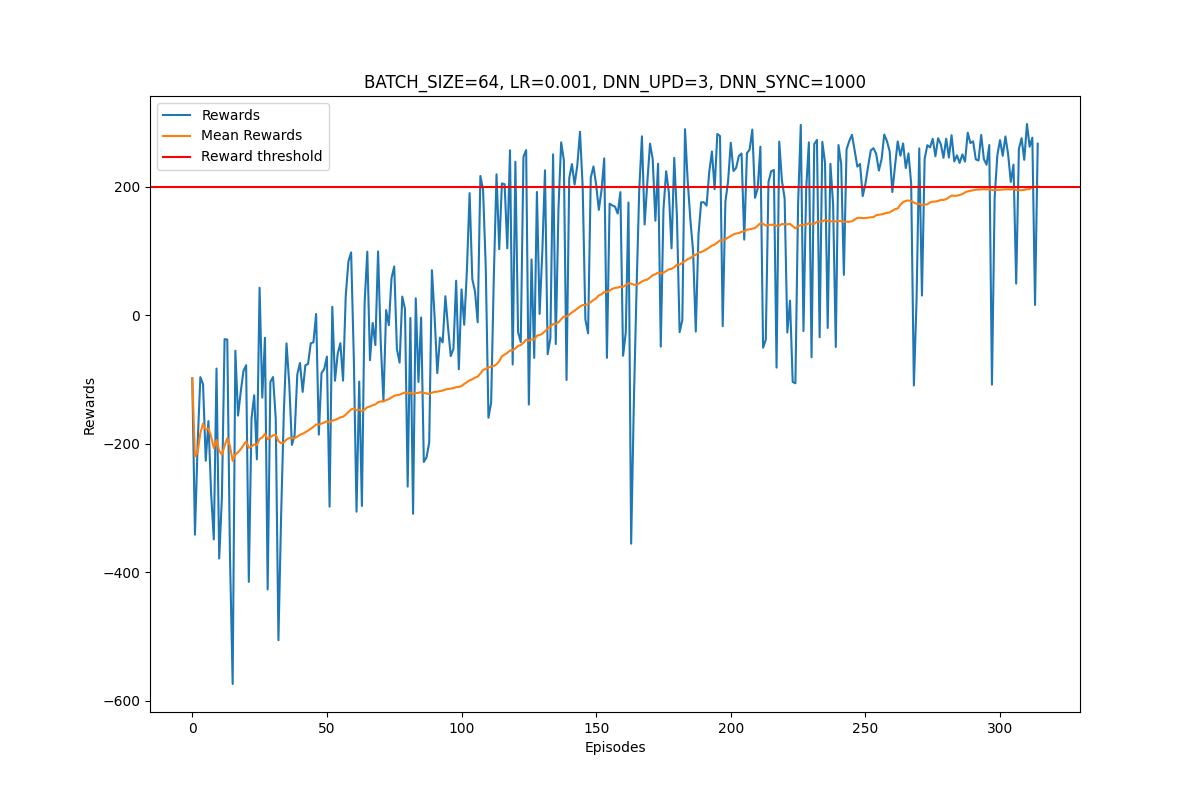 BATCH_SIZE=64, LR=0.001, DNN_UPD=3, DNN_SYNC=1000
Rewards
Mean Rewards
Reward threshold
200
0
−200
−400
−600
Rewards
0
50
100
150
200
250
300
Episodes